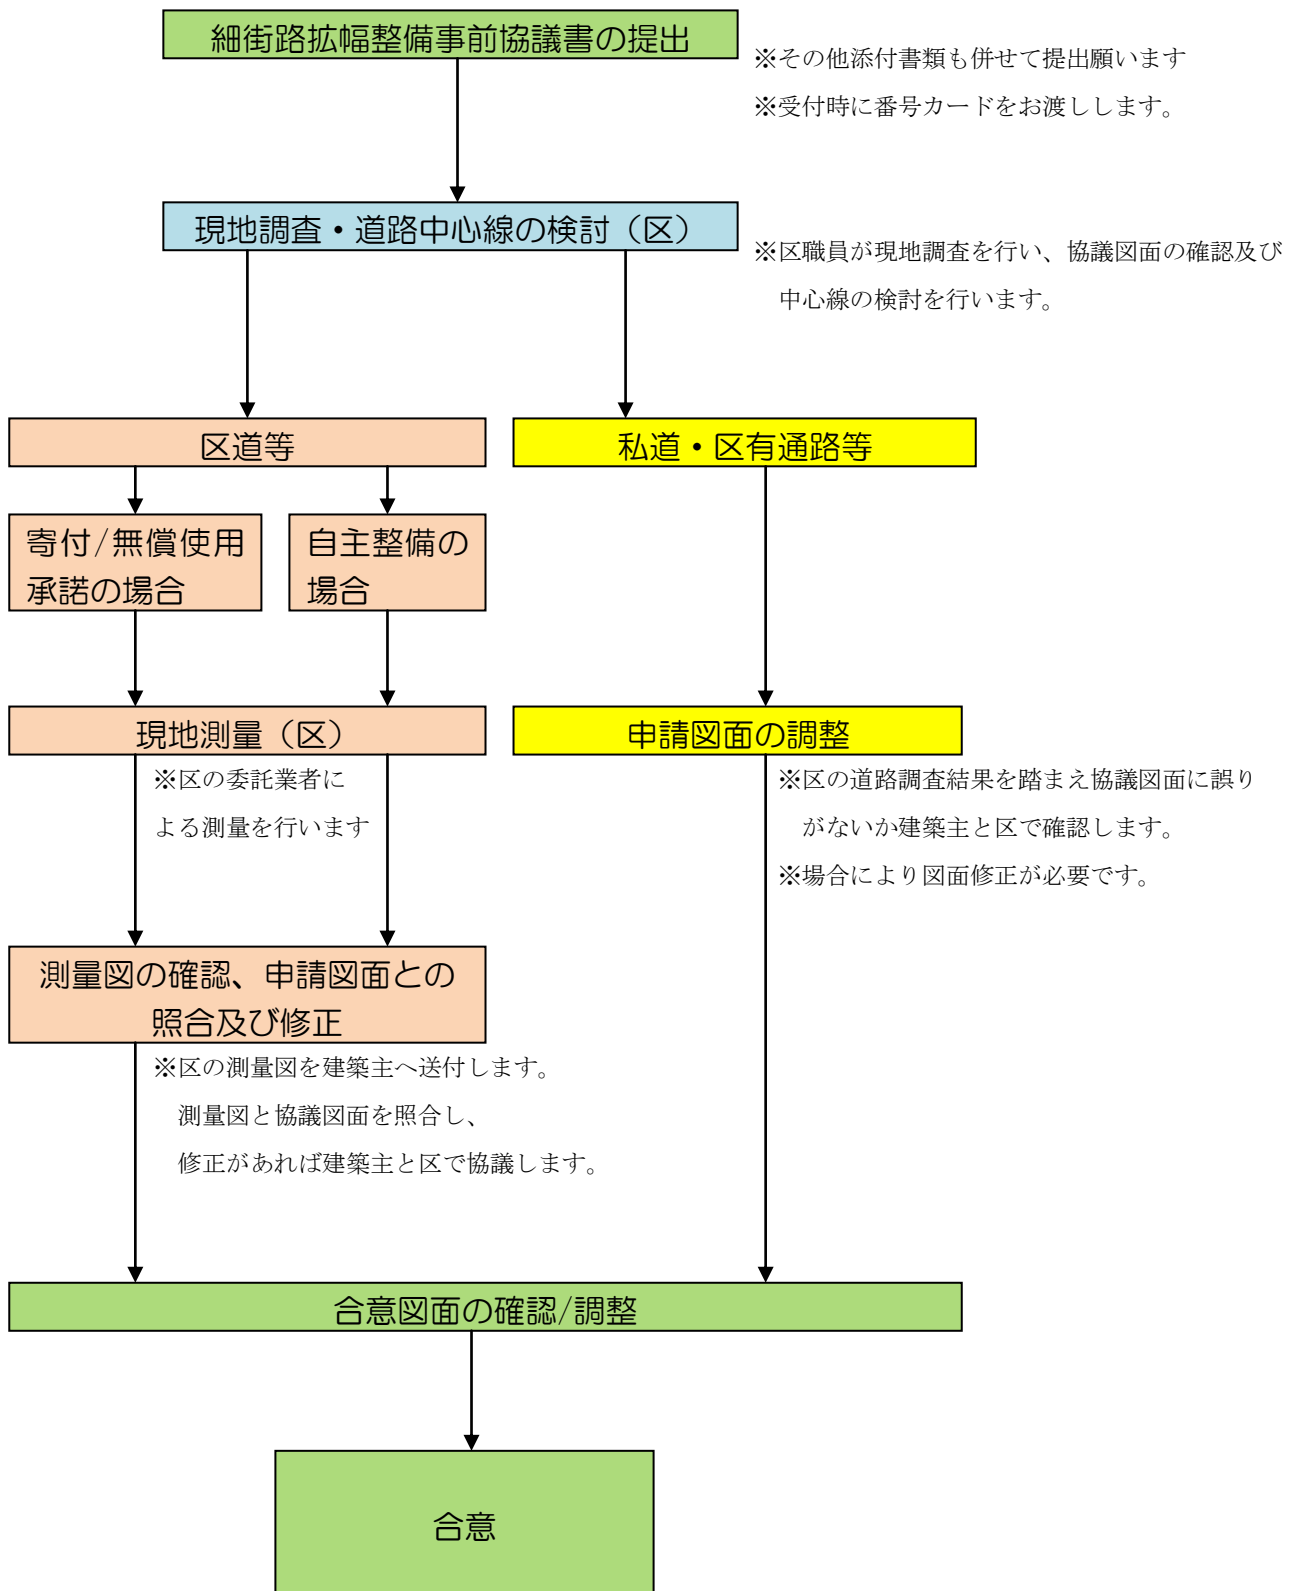 細街路拡幅整備事前協議書の提出
※その他添付書類も併せて提出願います
※受付時に番号カードをお渡しします。
現地調査・道路中心線の検討（区）
※区職員が現地調査を行い、協議図面の確認及び
中心線の検討を行います。
区道等
私道・区有通路等
寄付/無償使用
承諾の場合
自主整備の
場合
現地測量（区）
申請図面の調整
※区の委託業者に
よる測量を行います
※区の道路調査結果を踏まえ協議図面に誤り
がないか建築主と区で確認します。
※場合により図面修正が必要です。
測量図の確認、申請図面との
照合及び修正
※区の測量図を建築主へ送付します。
測量図と協議図面を照合し、
修正があれば建築主と区で協議します。
合意図面の確認/調整
合意